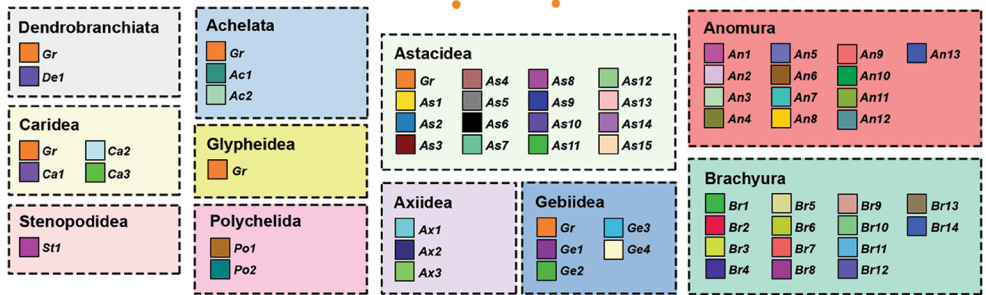 Dendrobranchiata
Gr
De1
Caridea
Gr Ca2
Ca1 Ca3
Stenopodidea
St1
Achelata
Gr
Ac1
Ac2
Glypheidea
Gr
Polychelida
Po1
Po2
Astacidea
Gr As4 As8 As12
As1 As5 As9 As13
As2 As6 As10 As14
As3 As7 As11 As15
Axiidea
Ax1
Ax2
Ax3
Gebiidea
Gr Ge3
Ge1 Ge4
Ge2
Anomura
An1 An5 An9 An13
An2 An6 An10
An3 An7 An11
An4 An8 An12
Brachyura
Br1 Br5 Br9 Br13
Br2 Br6 Br10 Br14
Br3 Br7 Br11
Br4 Br8 Br12